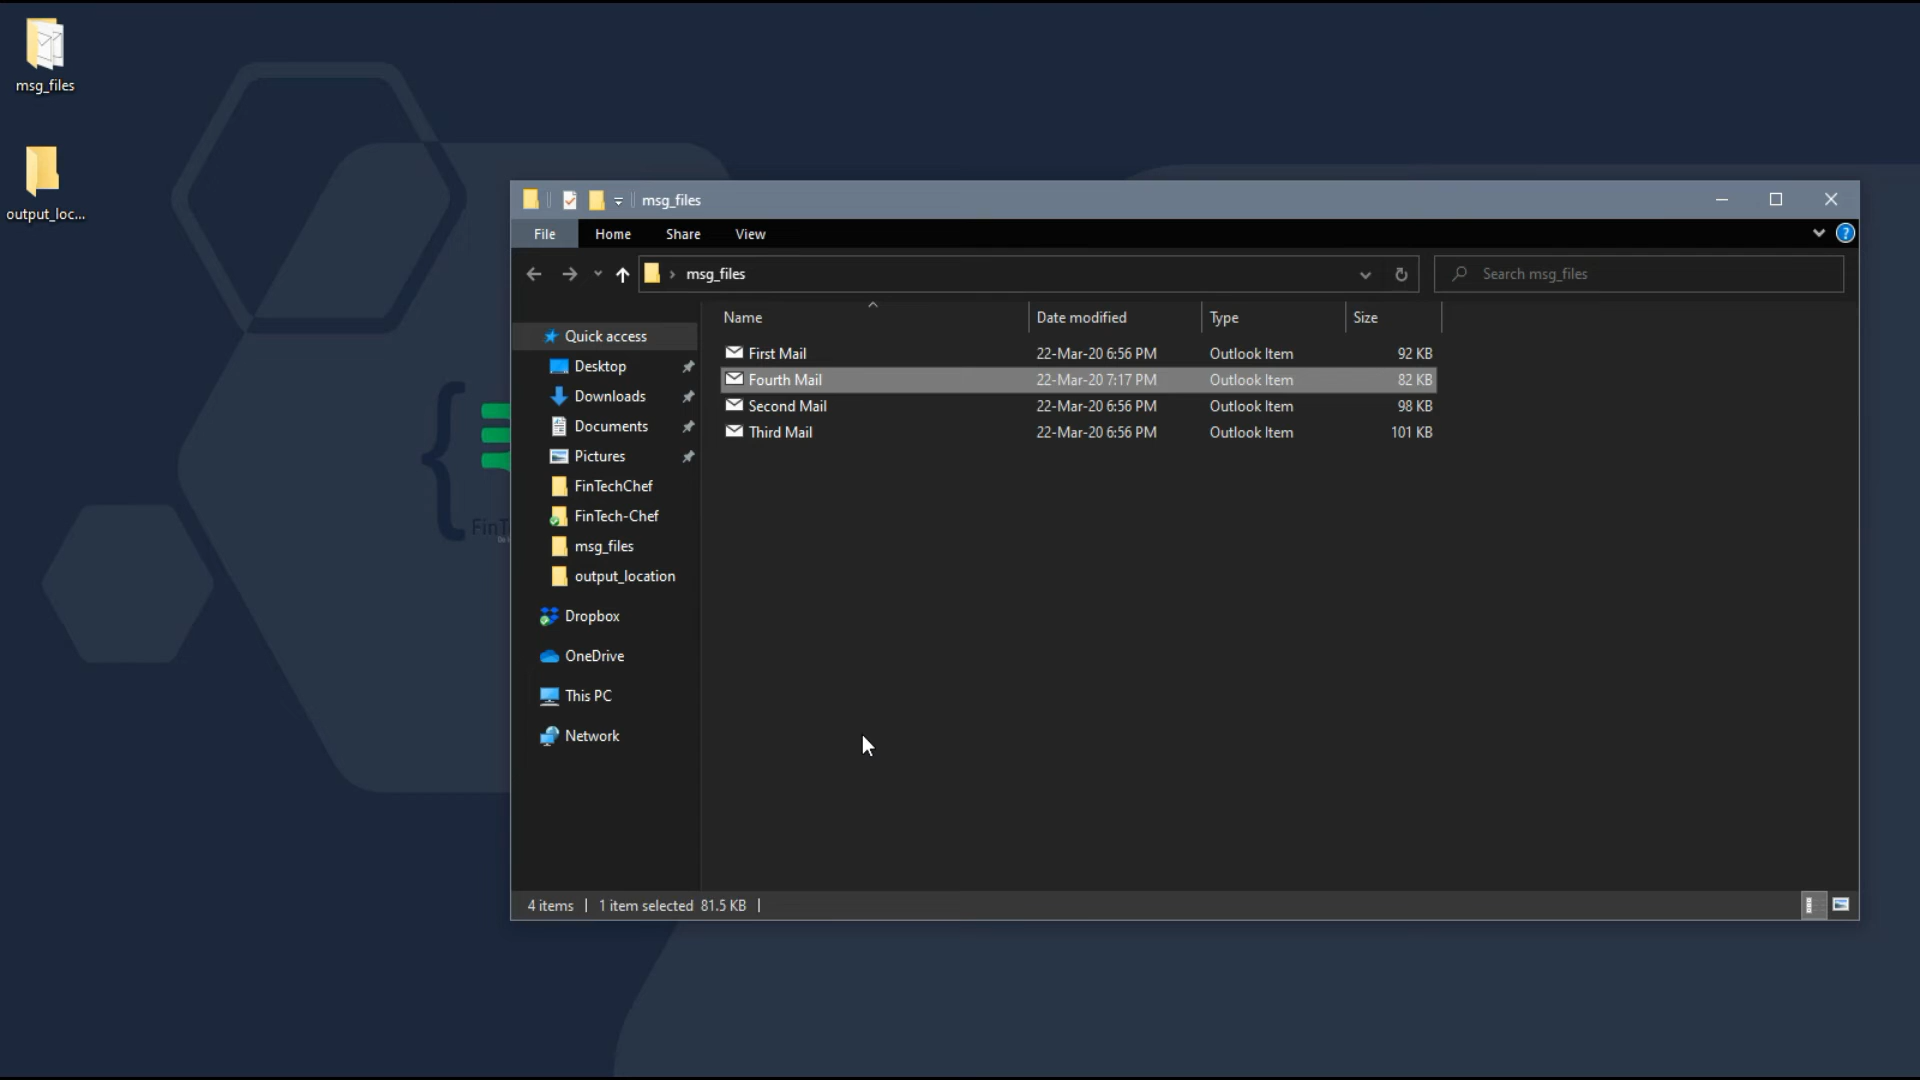 msg_files
output_loc...
msg_files
File Home Share View
msg_files
Search msg_files
Name Date modified Type Size
Quick access
Desktop
Downloads
Documents
Pictures
FinTechChef
FinTech-Chef
msg_files
output_location
Dropbox
OneDrive
This PC
Network
First Mail 22-Mar-20 6:56 PM Outlook Item 92 KB
Fourth Mail 22-Mar-20 7:17 PM Outlook Item 82 KB
Second Mail 22-Mar-20 6:56 PM Outlook Item 98 KB
Third Mail 22-Mar-20 6:56 PM Outlook Item 101 KB
FinT
4 items 1 item selected 81.5 KB